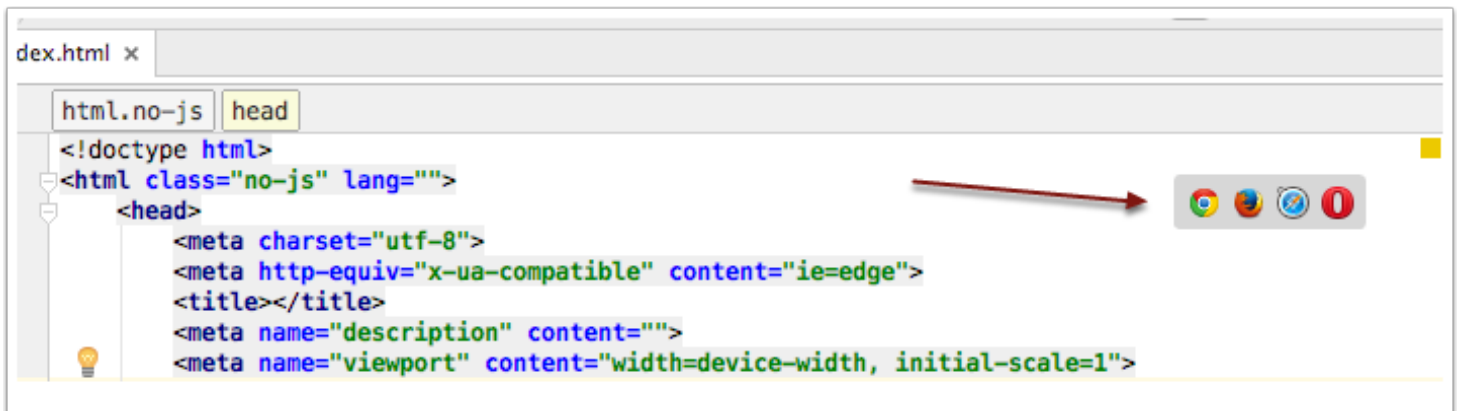 dex.html ×
html.no-js head
<!doctype html>
<html class="no-js" lang="">
<head>
<meta charset="utf-8">
<meta http-equiv="x-ua-compatible" content="ie=edge">
<title></title>
<meta name="description" content="">
<meta name="viewport" content="width=device-width, initial-scale=1">